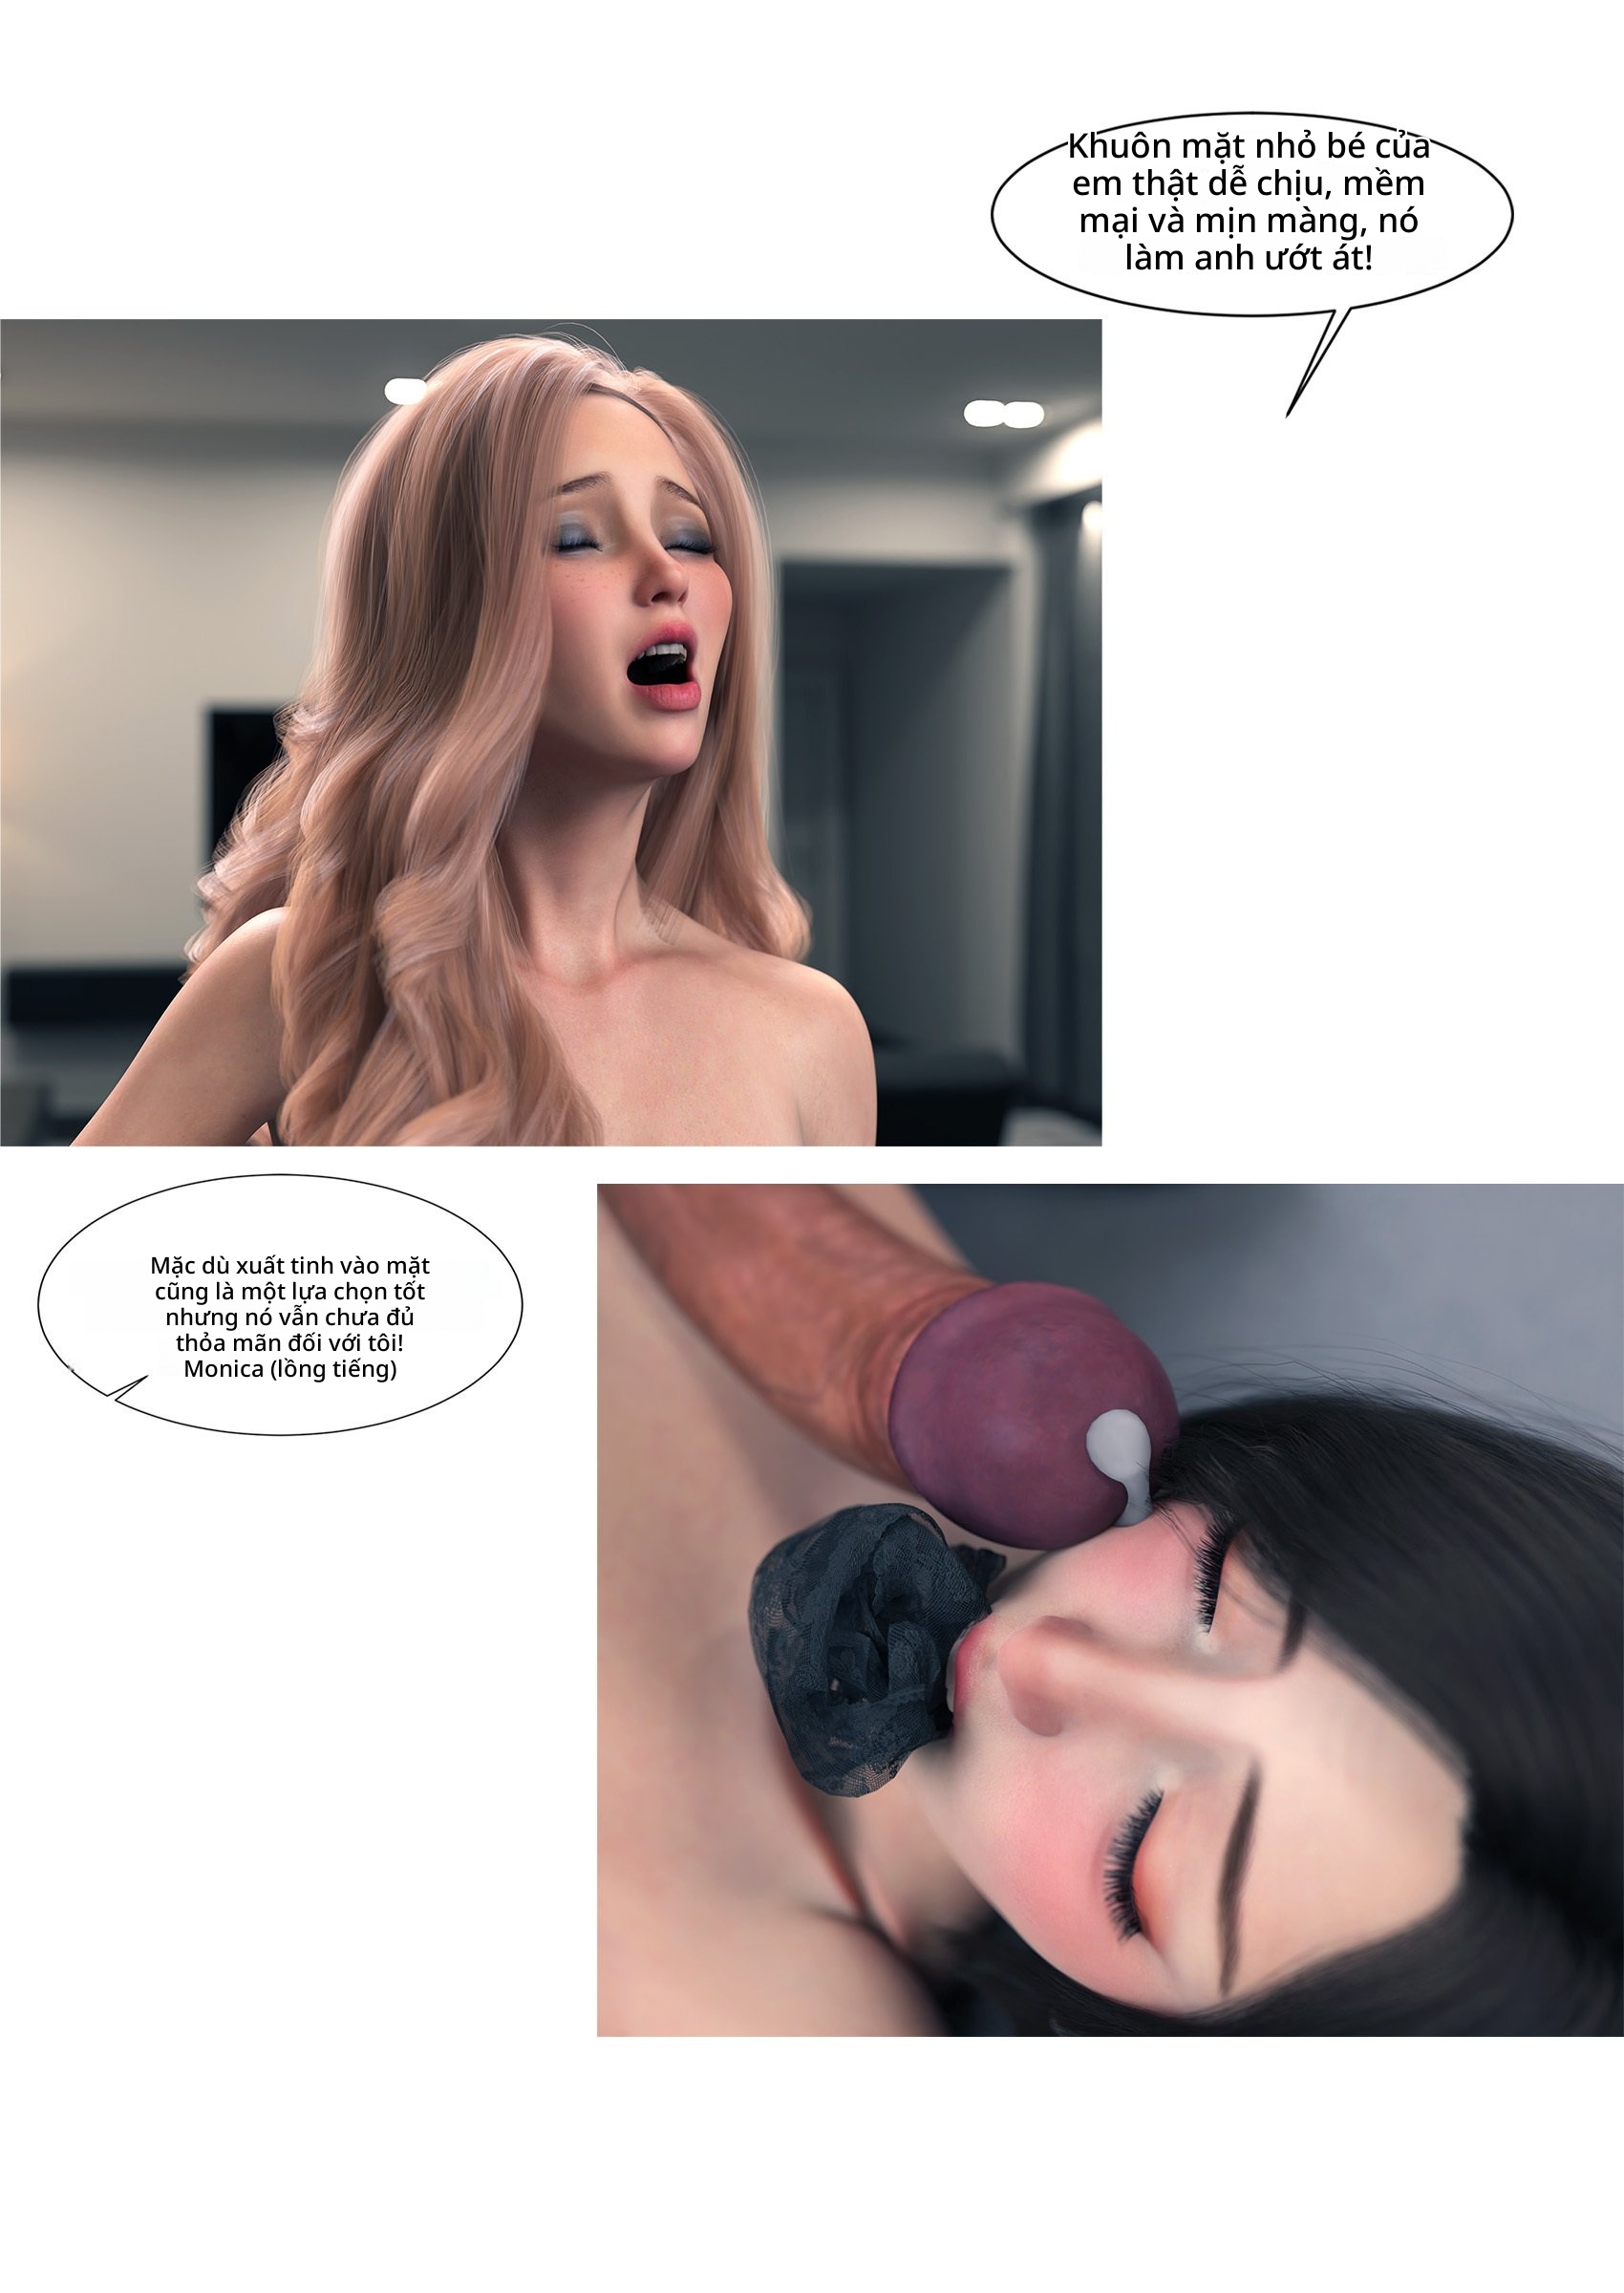 Khuôn mặt nhỏ bé của
em thật dễ chịu, mềm
mại và mịn màng, nó
làm anh ướt át!
Mặc dù xuất tinh vào mặt
cũng là một lựa chọn tốt
nhưng nó vẫn chưa đủ
thỏa mãn đối với tôi!
Monica (lồng tiếng)